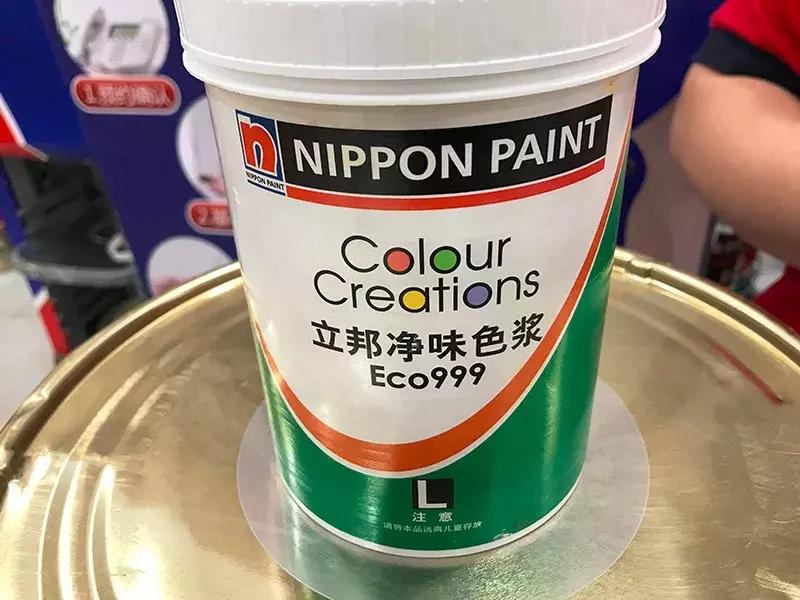 n
NIPPON PAINT
NIPPON PAINT
Colour
Creations
立邦净味色浆
Eco999
L
注意
请将本品远离儿童存放